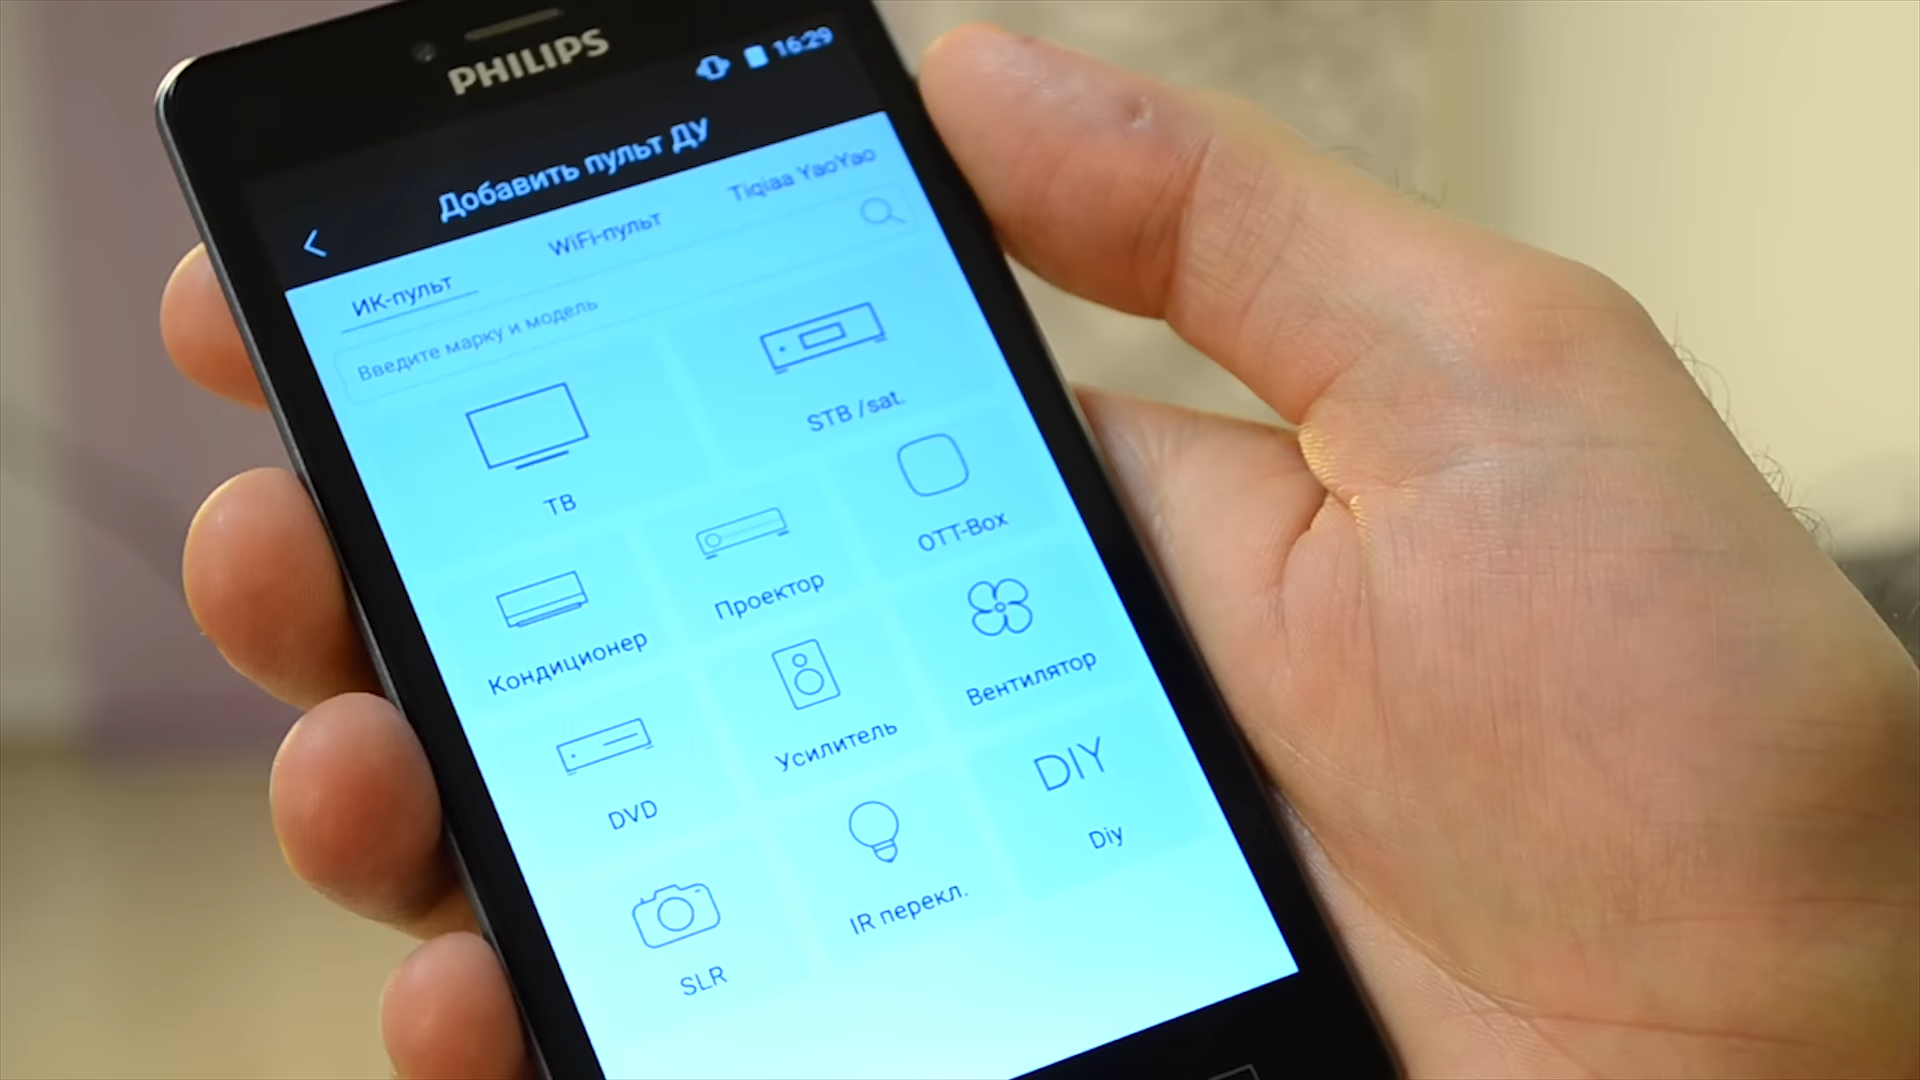 PHILIPS
16:29
Добавить пульт ДУ
ИК-пульт
WiFi-пульт
Tiqiaa YaoYao
Введите марку и модель
ТВ
STB /sat.
Кондиционер
Проектор
OTT-Box
DVD
Усилитель
Вентилятор
SLR
IR перекл.
DIY
Diy